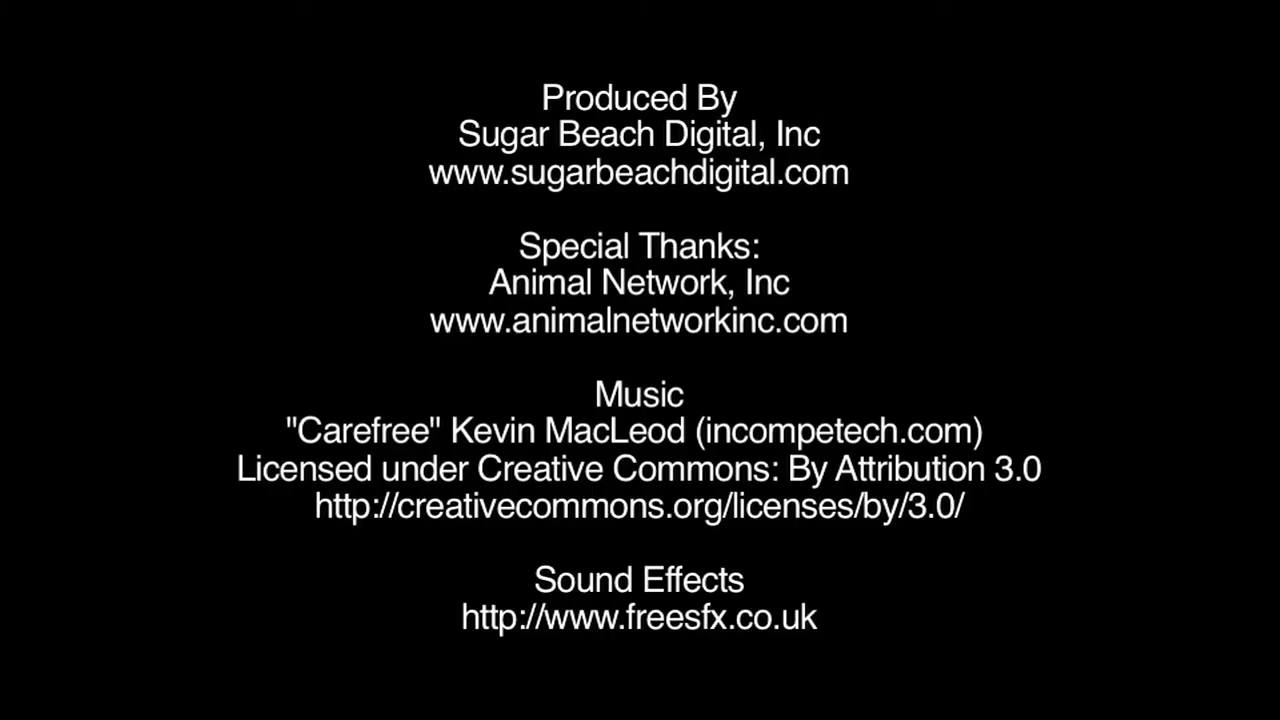 Produced By
Sugar Beach Digital, Inc
www.sugarbeachdigital.com
Special Thanks:
Animal Network, Inc
www.animalnetworkinc.com
Music
"Carefree" Kevin MacLeod (incompetech.com)
Licensed under Creative Commons: By Attribution 3.0
http://creativecommons.org/licenses/by/3.0/
Sound Effects
http://www.freesfx.co.uk